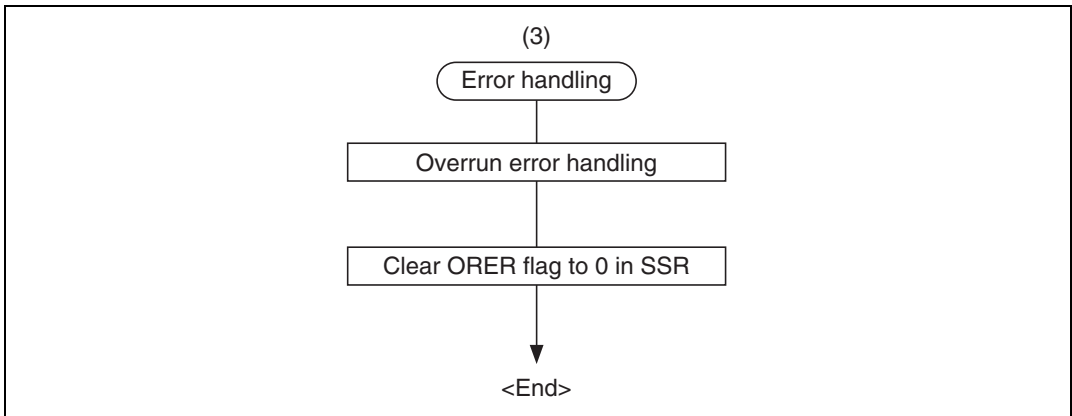 (3)
Error handling
Overrun error handling
Clear ORER flag to 0 in SSR
<End>